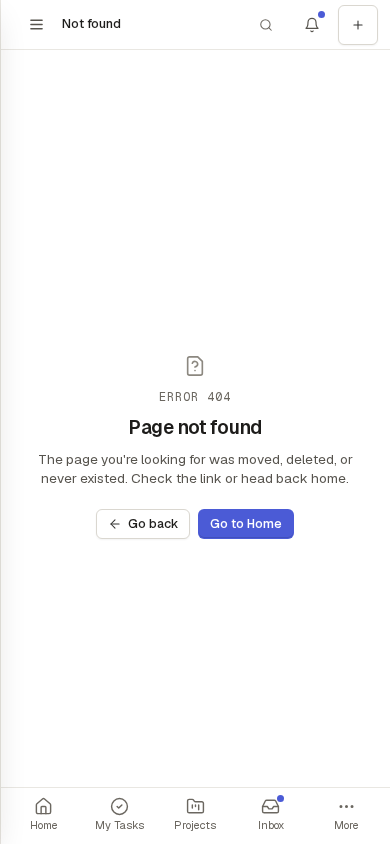 Not found
ERROR 404
Page not found
The page you're looking for was moved, deleted, or
never existed. Check the link or head back home.
Go back
Go to Home
Home
My Tasks
Projects
Inbox
More